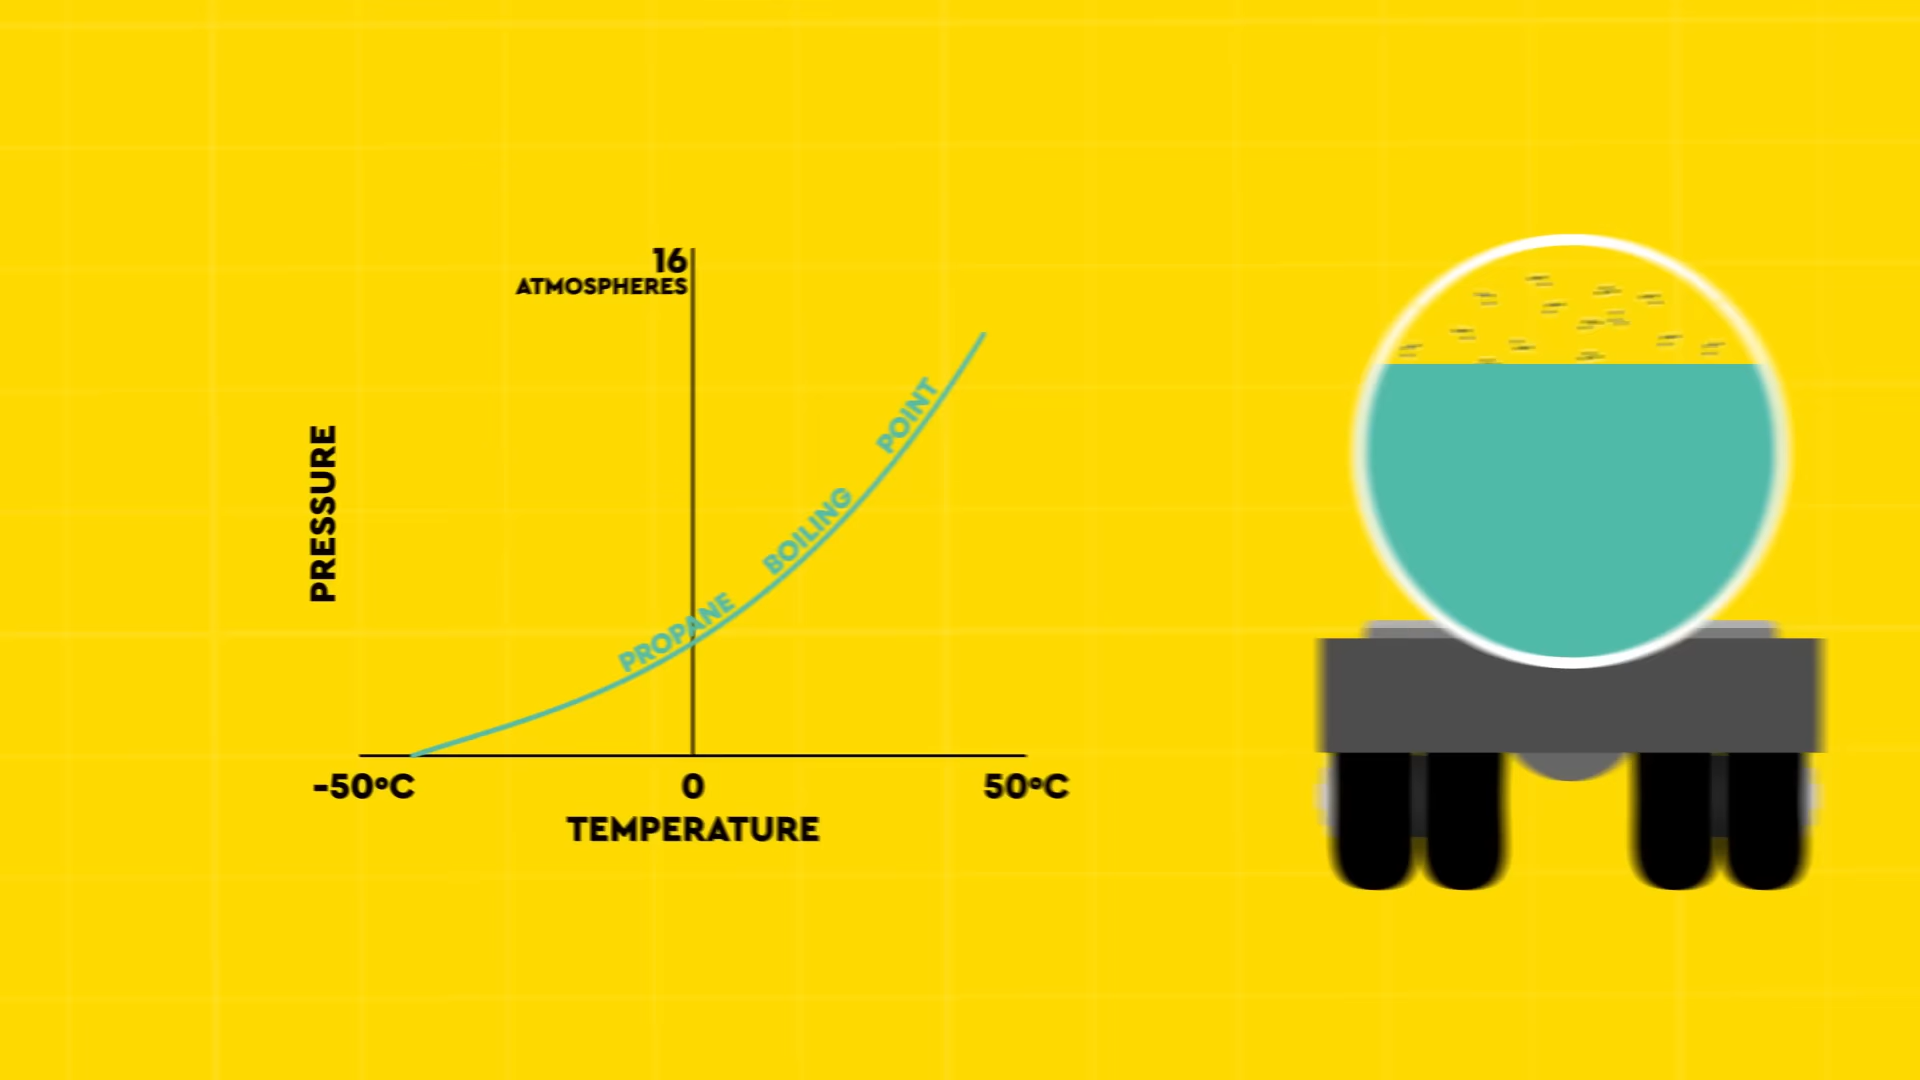 16
ATMOSPHERES
PRESSURE
PROPANE BOILING POINT
-50°C
0
50°C
TEMPERATURE